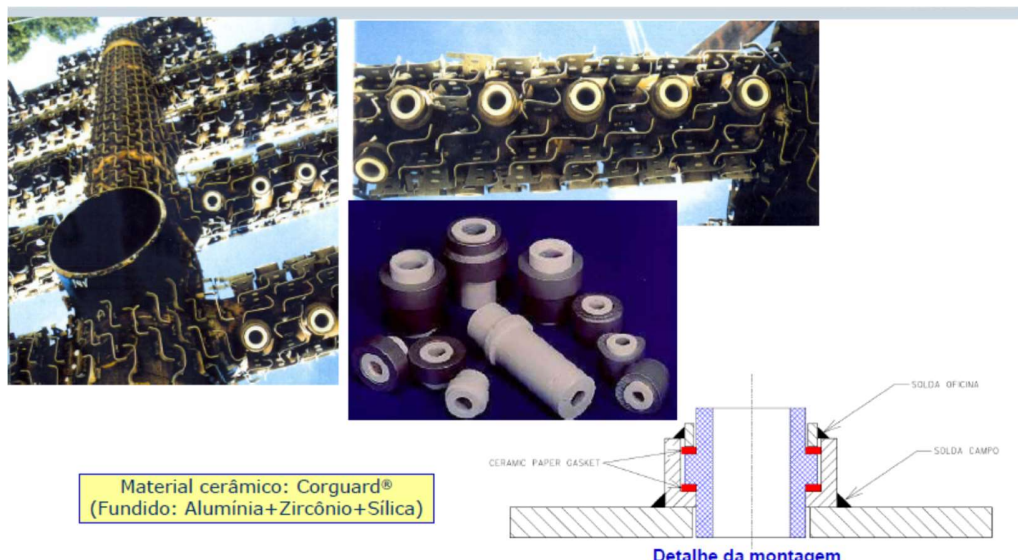 SOLDA OFICINA
CERAMIC PAPER GASKET
SOLDA CAMPO
Material cerâmico: Corguard®
(Fundido: Alumínia+Zircônio+Sílica)
Detalhe da montagem